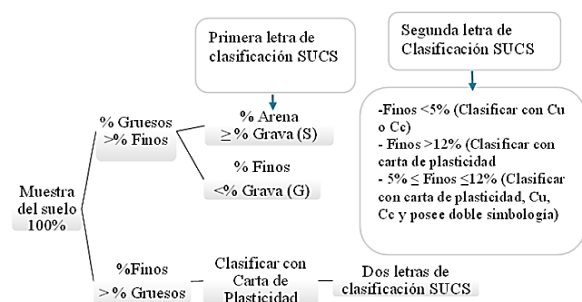 Primera letra de
clasificación SUCS
Segunda letra de
Clasificación SUCS
% Gruesos
>% Finos
% Arena
≥ % Grava (S)
% Finos
<% Grava (G)
-Finos <5% (Clasificar con Cu
o Cc)
- Finos >12% (Clasificar con
carta de plasticidad
- 5% ≤ Finos ≤12% (Clasificar
con carta de plasticidad, Cu,
Cc y posee doble simbología)
Muestra
del suelo
100%
%Finos
>% Gruesos
Clasificar con
Carta de
Plasticidad
Dos letras de
clasificación SUCS